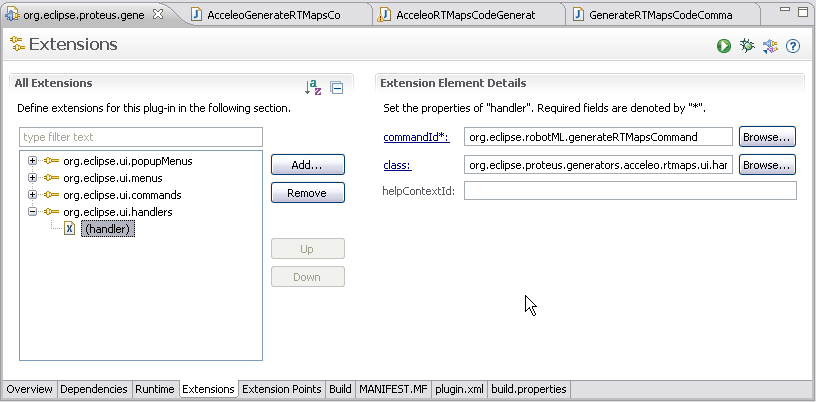 org.eclipse.proteus.gene
AcceleoGenerateRTMapsCo
AcceleoRTMapsCodeGenerat
GenerateRTMapsCodeComma
Extensions
All Extensions
Define extensions for this plug-in in the following section.
type filter text
org.eclipse.ui.popupMenus
org.eclipse.ui.menus
org.eclipse.ui.commands
org.eclipse.ui.handlers
(handler)
Add...
Remove
Up
Down
Extension Element Details
Set the properties of "handler". Required fields are denoted by "*".
commandId*: org.eclipse.robotML.generateRTMapsCommand Browse...
class: org.eclipse.proteus.generators.acceleo.rtmaps.ui.har Browse...
helpContextId:
Overview Dependencies Runtime Extensions Extension Points Build MANIFEST.MF plugin.xml build.properties